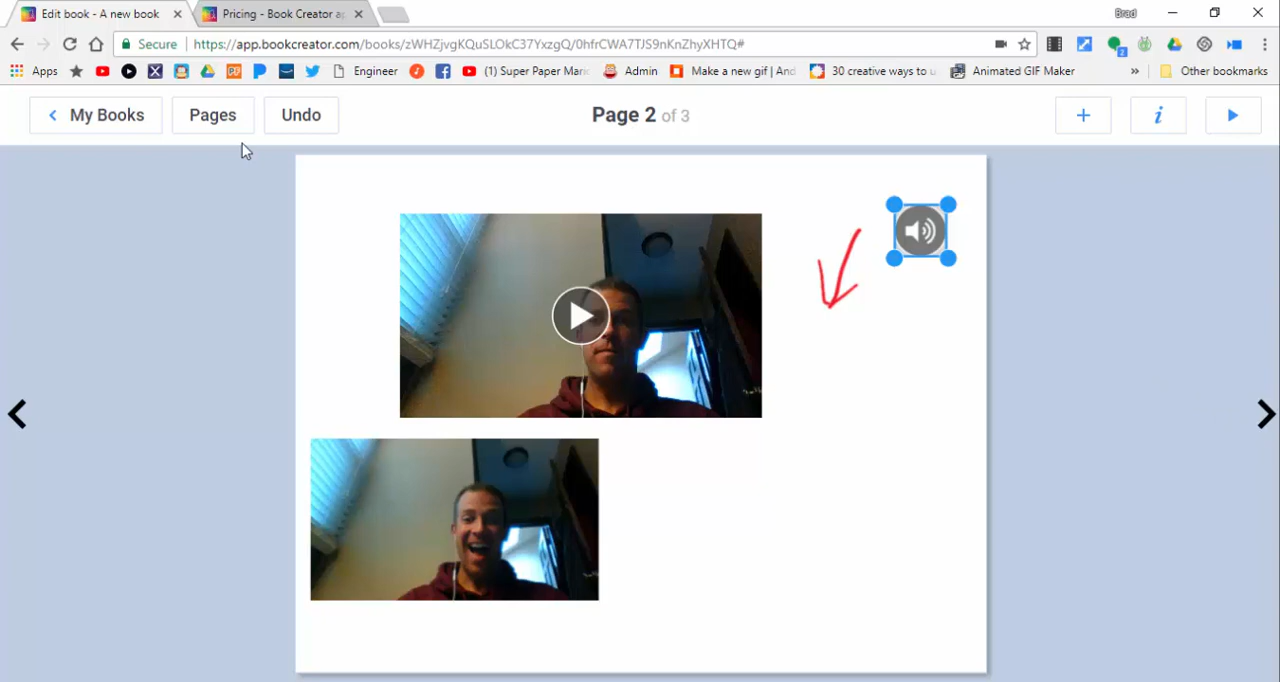 Edit book - A new book
Pricing - Book Creator ap
Brad
Secure
https://app.bookcreator.com/books/zWHZjvgKQuSLOkC37YxzgQ/0hfrCWA7TJS9nKnZhyXHTQ#
Apps
Engineer
(1) Super Paper Mari
Admin
Make a new gif | And
30 creative ways to u
Animated GIF Maker
»
Other bookmarks
My Books
Pages
Undo
Page 2 of 3
+
i